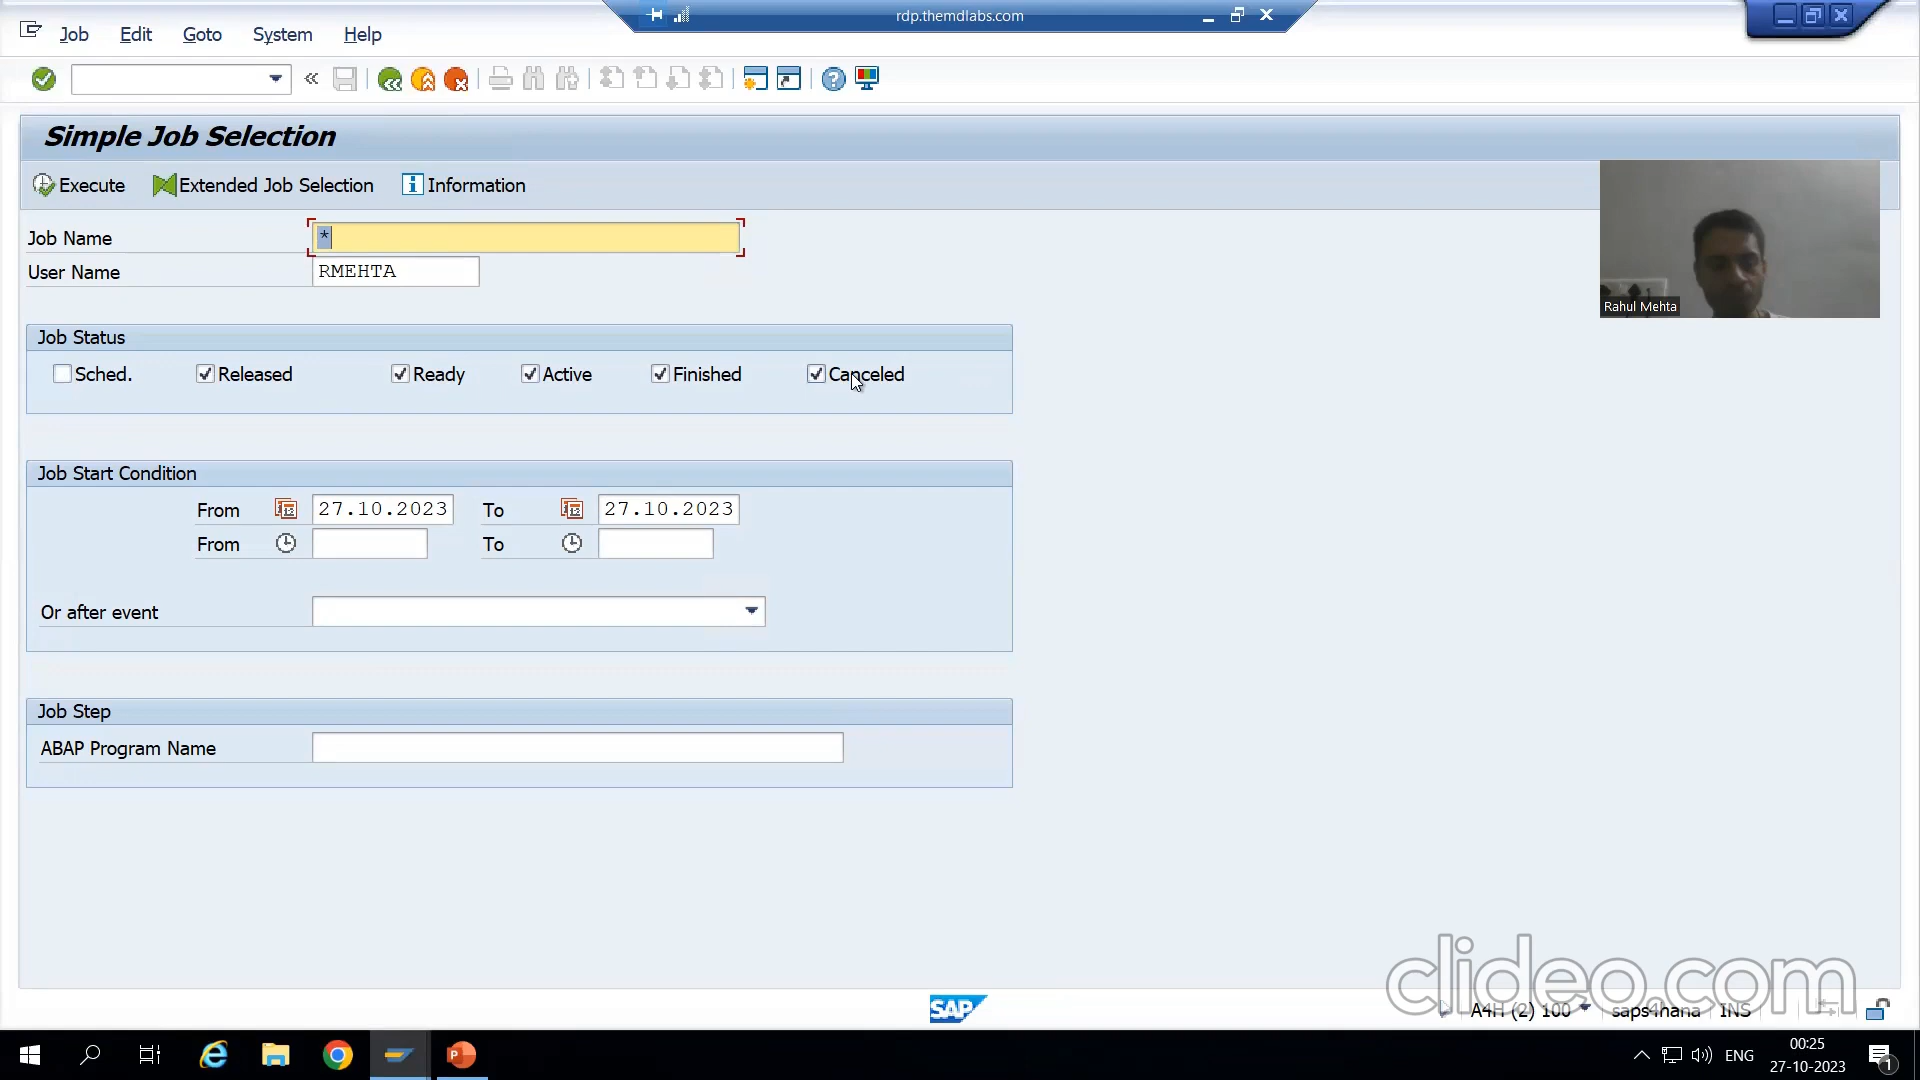 rdp.themdlabs.com
Job Edit Goto System Help
Simple Job Selection
Execute Extended Job Selection Information
Job Name *
User Name RMEHTA
Rahul Mehta
Job Status
Sched. Released Ready Active Finished Canceled
Job Start Condition
From 27.10.2023 To 27.10.2023
From To
Or after event
Job Step
ABAP Program Name
clideo.com
SAP A4H (2) 100 saps4hana INS
ENG 00:25
27-10-2023 1